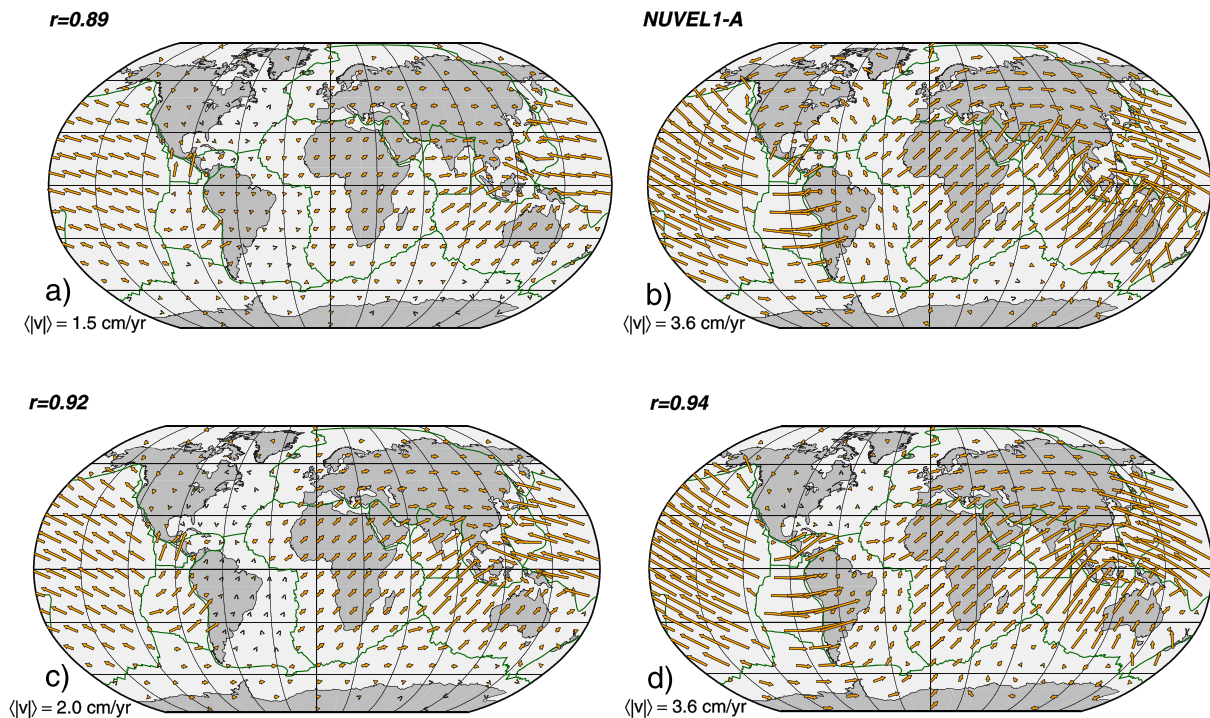 r=0.89
NUVEL1-A
a)
⟨|v|⟩ = 1.5 cm/yr
b)
⟨|v|⟩ = 3.6 cm/yr
r=0.92
r=0.94
c)
⟨|v|⟩ = 2.0 cm/yr
d)
⟨|v|⟩ = 3.6 cm/yr